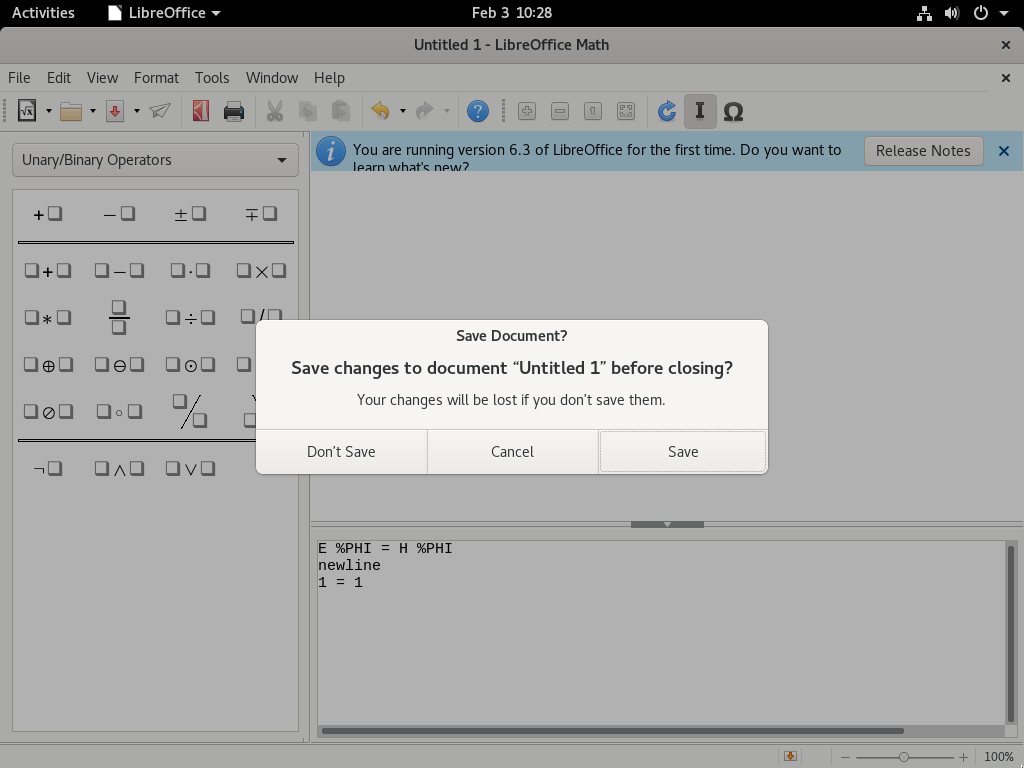 Activities
LibreOffice
Feb 3 10:28
Untitled 1 - LibreOffice Math
File Edit View Format Tools Window Help
Unary/Binary Operators
You are running version 6.3 of LibreOffice for the first time. Do you want to
learn what's new?
Release Notes
+❏ −❏ ±❏ ∓❏
❏+❏ ❏−❏ ❏·❏ ❏×❏
❏∗❏ ❏÷❏ ❏/❏
❏⊕❏ ❏⊖❏ ❏⊙❏
❏⊘❏ ❏∘❏
¬❏ ❏∧❏ ❏∨❏
Save Document?
Save changes to document “Untitled 1” before closing?
Your changes will be lost if you don’t save them.
Don’t Save
Cancel
Save
E %PHI = H %PHI
newline
1 = 1
100%